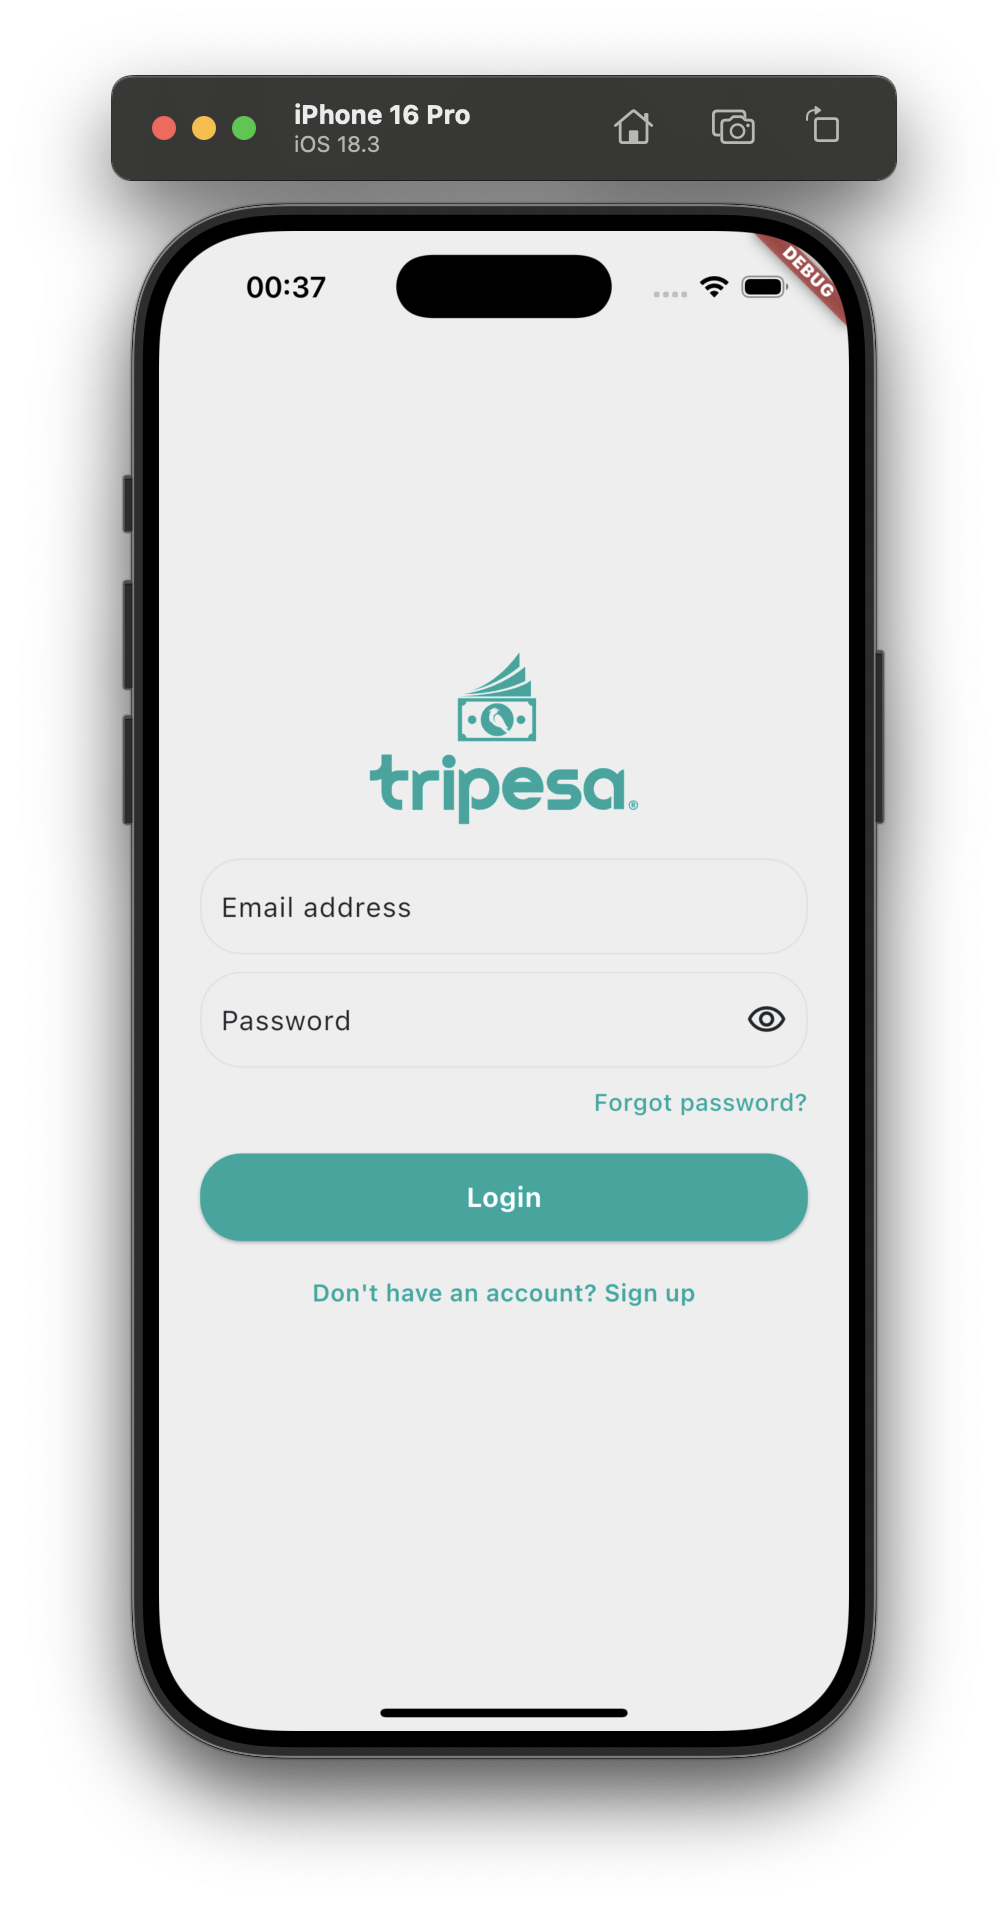 iPhone 16 Pro
iOS 18.3
00:37
DEBUG
tripesa®
Email address
Password
Forgot password?
Login
Don't have an account? Sign up